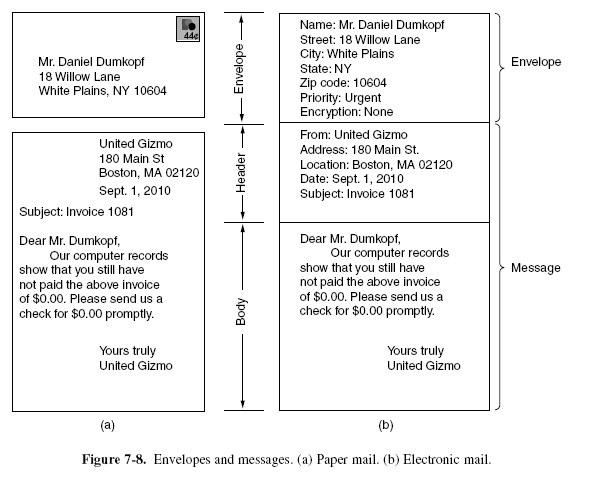 44¢
Mr. Daniel Dumkopf
18 Willow Lane
White Plains, NY 10604
United Gizmo
180 Main St
Boston, MA 02120
Sept. 1, 2010
Subject: Invoice 1081
Dear Mr. Dumkopf,
Our computer records
show that you still have
not paid the above invoice
of $0.00. Please send us a
check for $0.00 promptly.
Yours truly
United Gizmo
(a)
Envelope
Header
Body
Name: Mr. Daniel Dumkopf
Street: 18 Willow Lane
City: White Plains
State: NY
Zip code: 10604
Priority: Urgent
Encryption: None
From: United Gizmo
Address: 180 Main St.
Location: Boston, MA 02120
Date: Sept. 1, 2010
Subject: Invoice 1081
Dear Mr. Dumkopf,
Our computer records
show that you still have
not paid the above invoice
of $0.00. Please send us a
check for $0.00 promptly.
Yours truly
United Gizmo
(b)
Envelope
Message
Figure 7-8. Envelopes and messages. (a) Paper mail. (b) Electronic mail.